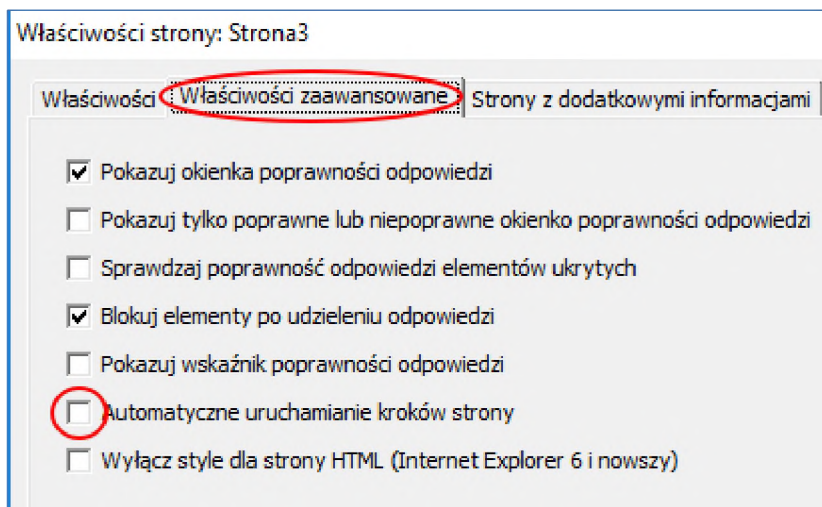 Właściwości strony: Strona3
Właściwości Właściwości zaawansowane Strony z dodatkowymi informacjami
Pokazuj okienka poprawności odpowiedzi
Pokazuj tylko poprawne lub niepoprawne okienko poprawności odpowiedzi
Sprawdzaj poprawność odpowiedzi elementów ukrytych
Blokuj elementy po udzieleniu odpowiedzi
Pokazuj wskaźnik poprawności odpowiedzi
Automatyczne uruchamianie kroków strony
Wyłącz style dla strony HTML (Internet Explorer 6 i nowszy)